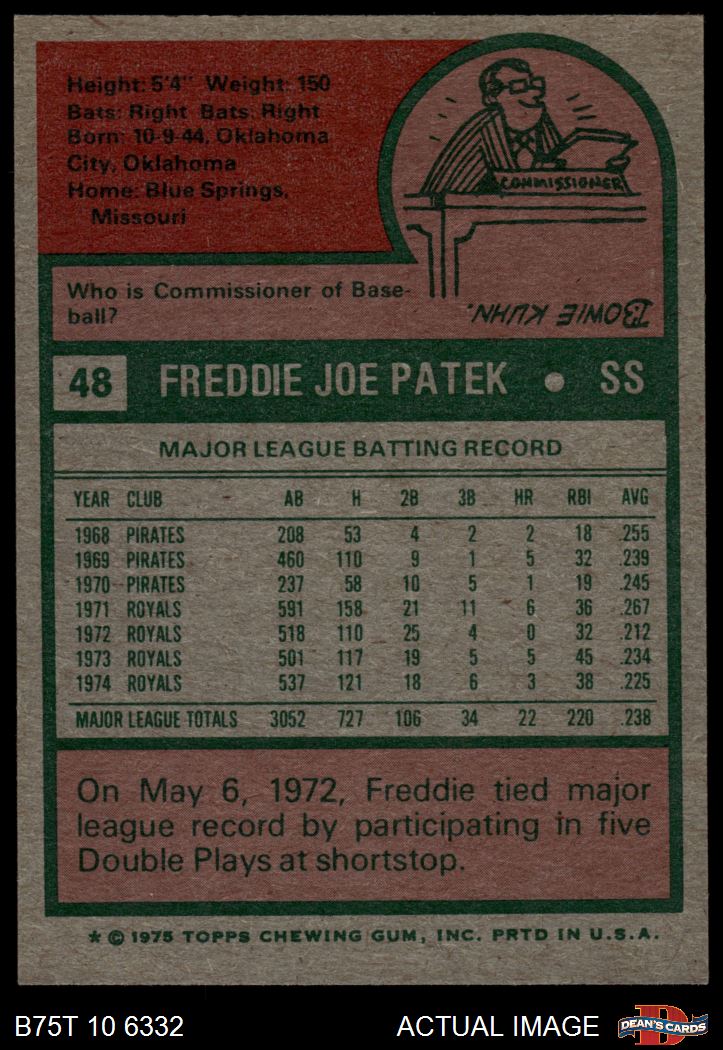 Height: 5'4" Weight: 150
Bats: Right Bats: Right
Born: 10-9-44, Oklahoma
City, Oklahoma
Home: Blue Springs,
Missouri
COMMISSIONER
Who is Commissioner of Base-
ball?
BOWIE KUHN.
48 FREDDIE JOE PATEK • SS
MAJOR LEAGUE BATTING RECORD
YEAR CLUB AB H 2B 3B HR RBI AVG
1968 PIRATES 208 53 4 2 2 18 .255
1969 PIRATES 460 110 9 1 5 32 .239
1970 PIRATES 237 58 10 5 1 19 .245
1971 ROYALS 591 158 21 11 6 36 .267
1972 ROYALS 518 110 25 4 0 32 .212
1973 ROYALS 501 117 19 5 5 45 .234
1974 ROYALS 537 121 18 6 3 38 .225
MAJOR LEAGUE TOTALS 3052 727 106 34 22 220 .238
On May 6, 1972, Freddie tied major
league record by participating in five
Double Plays at shortstop.
* © 1975 TOPPS CHEWING GUM, INC. PRTD IN U.S.A.
B75T 10 6332 ACTUAL IMAGE DEAN'S CARDS